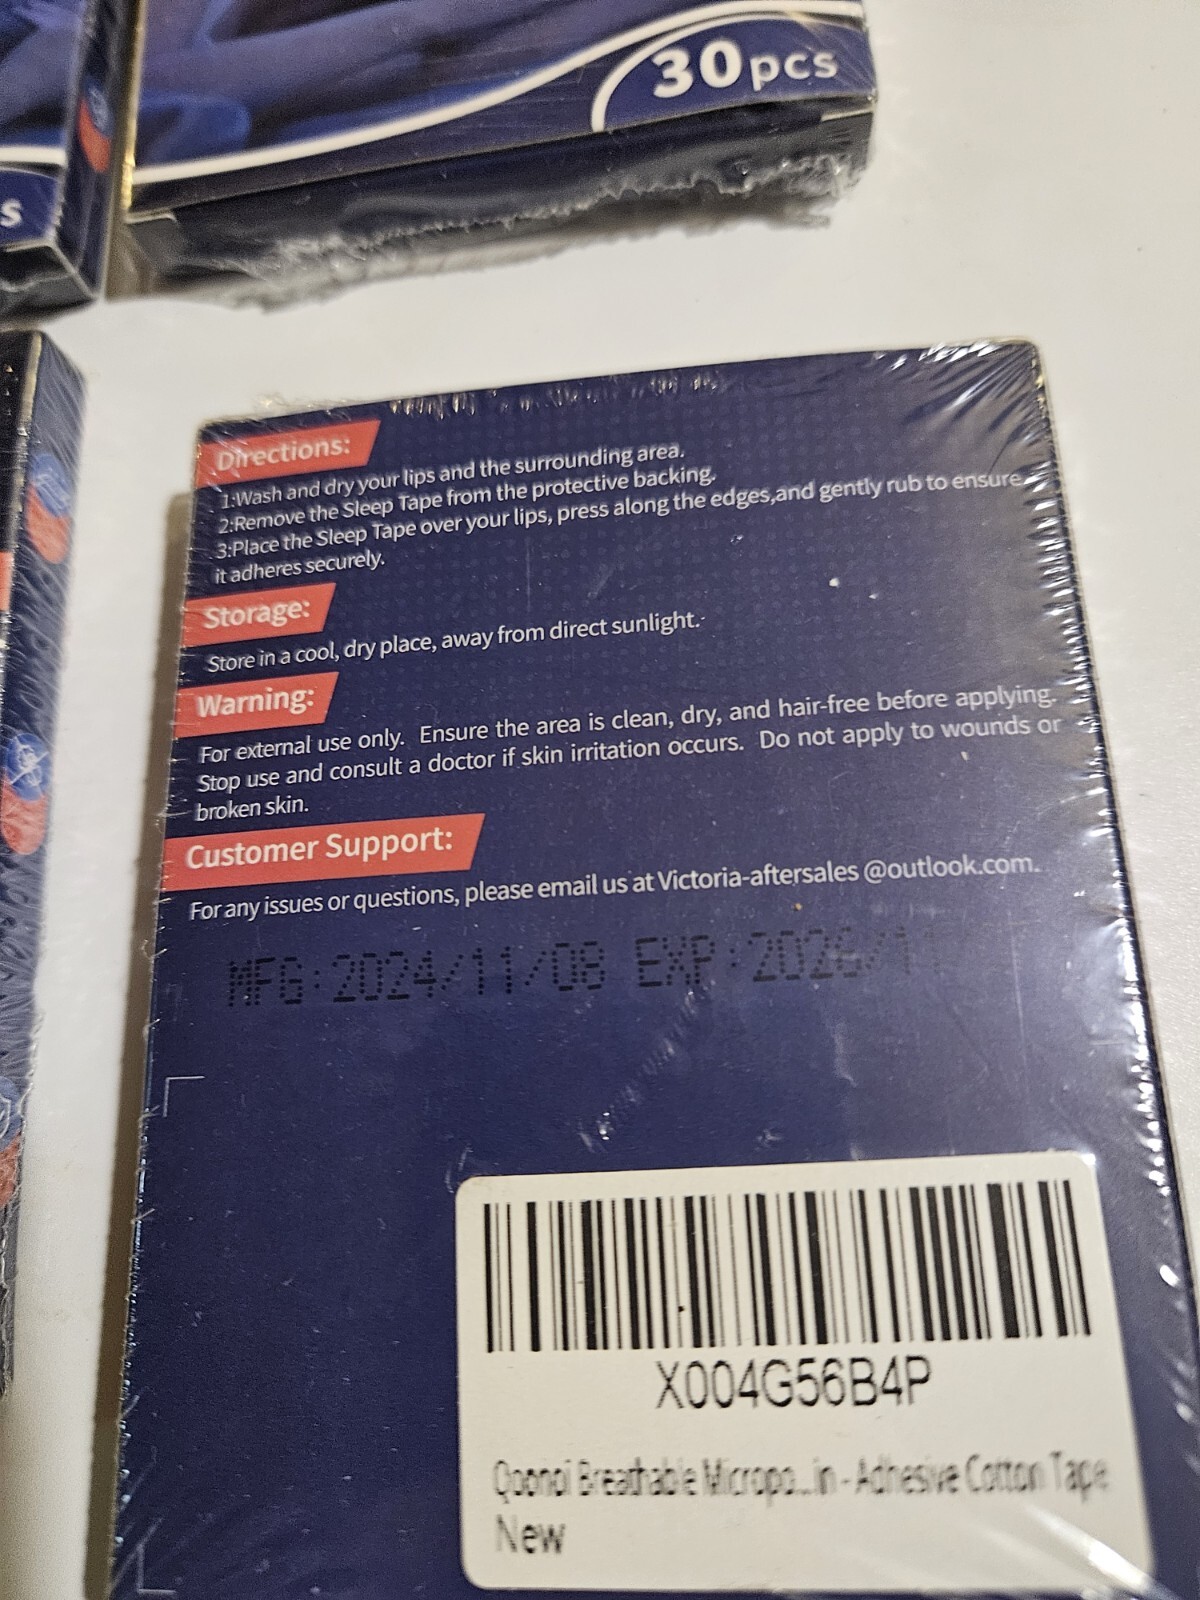 30pcs
s
Directions:
1:Wash and dry your lips and the surrounding area.
2:Remove the Sleep Tape from the protective backing.
3:Place the Sleep Tape over your lips, press along the edges,and gently rub to ensure
it adheres securely.
Storage:
Store in a cool, dry place, away from direct sunlight.
Warning:
For external use only. Ensure the area is clean, dry, and hair-free before applying.
Stop use and consult a doctor if skin irritation occurs. Do not apply to wounds or
broken skin.
Customer Support:
For any issues or questions, please email us at Victoria-aftersales @outlook.com.
MFG:2024/11/08 EXP:
X004G56B4P
Breathable Micropo...in - Adhesive Cotton Tape
New